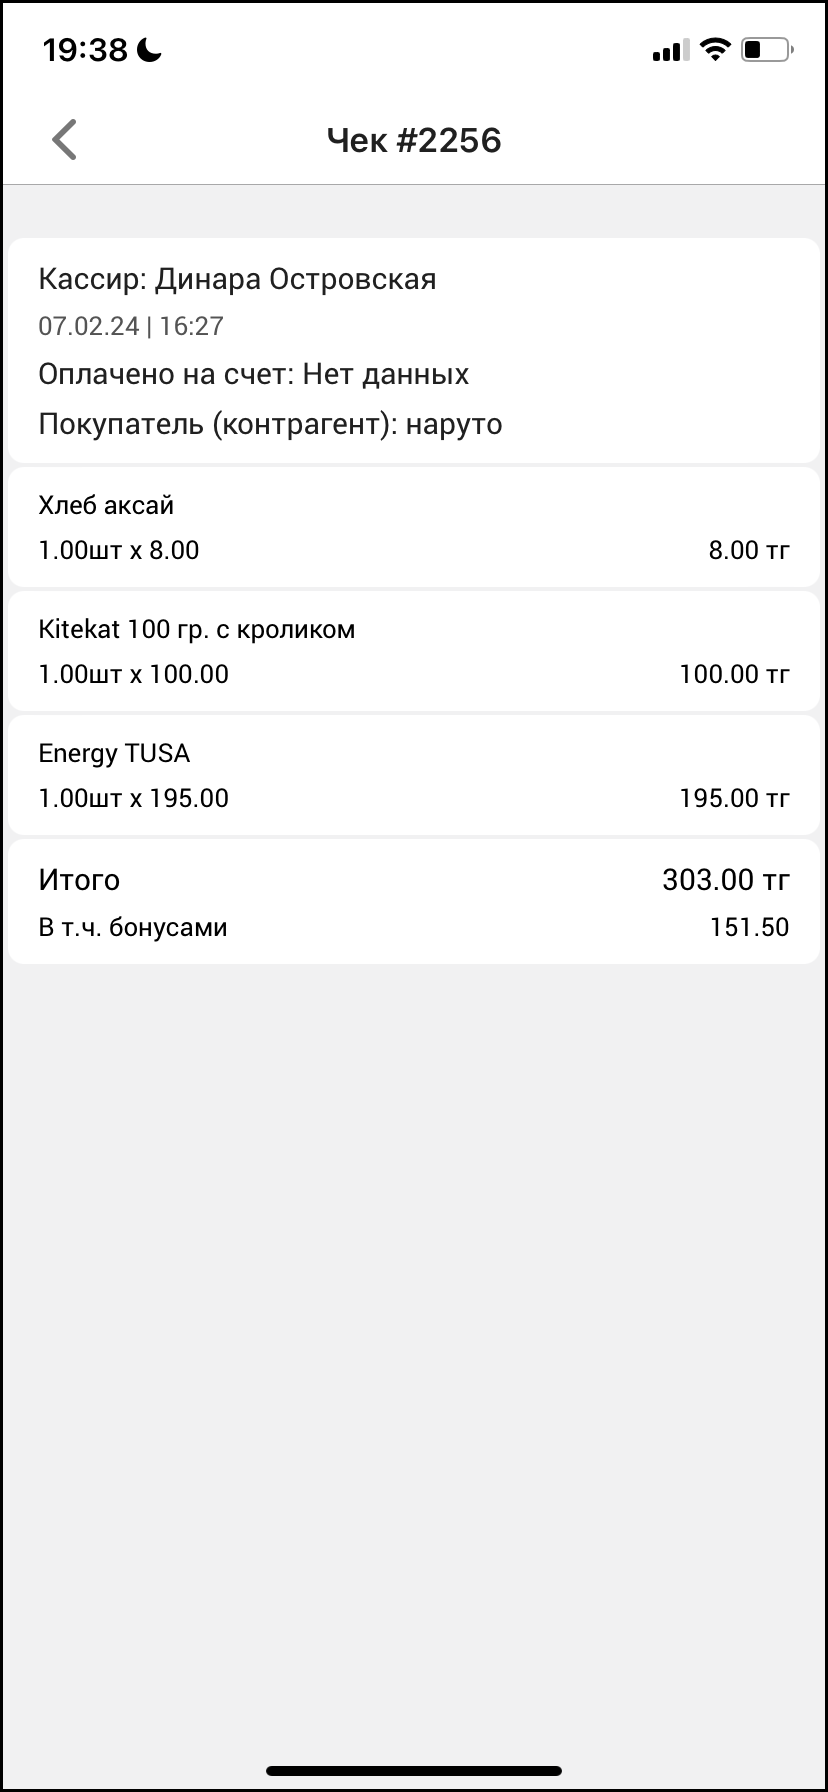 19:38
Чек #2256
Кассир: Динара Островская
07.02.24 | 16:27
Оплачено на счет: Нет данных
Покупатель (контрагент): наруто
Хлеб аксай
1.00шт x 8.00 8.00 тг
Kitekat 100 гр. с кроликом
1.00шт x 100.00 100.00 тг
Energy TUSA
1.00шт x 195.00 195.00 тг
Итого 303.00 тг
В т.ч. бонусами 151.50